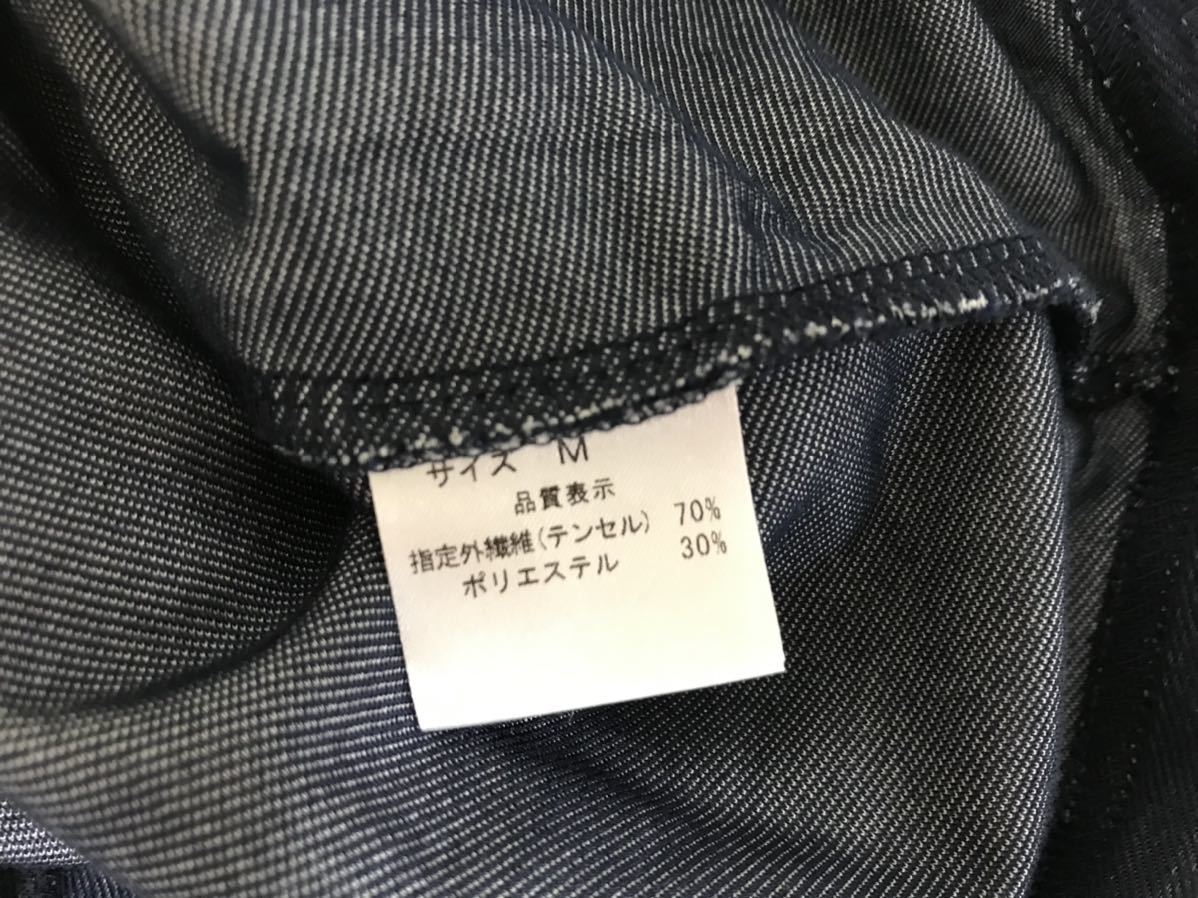 サイズ M
品質表示
指定外繊維(テンセル) 70%
ポリエステル 30%